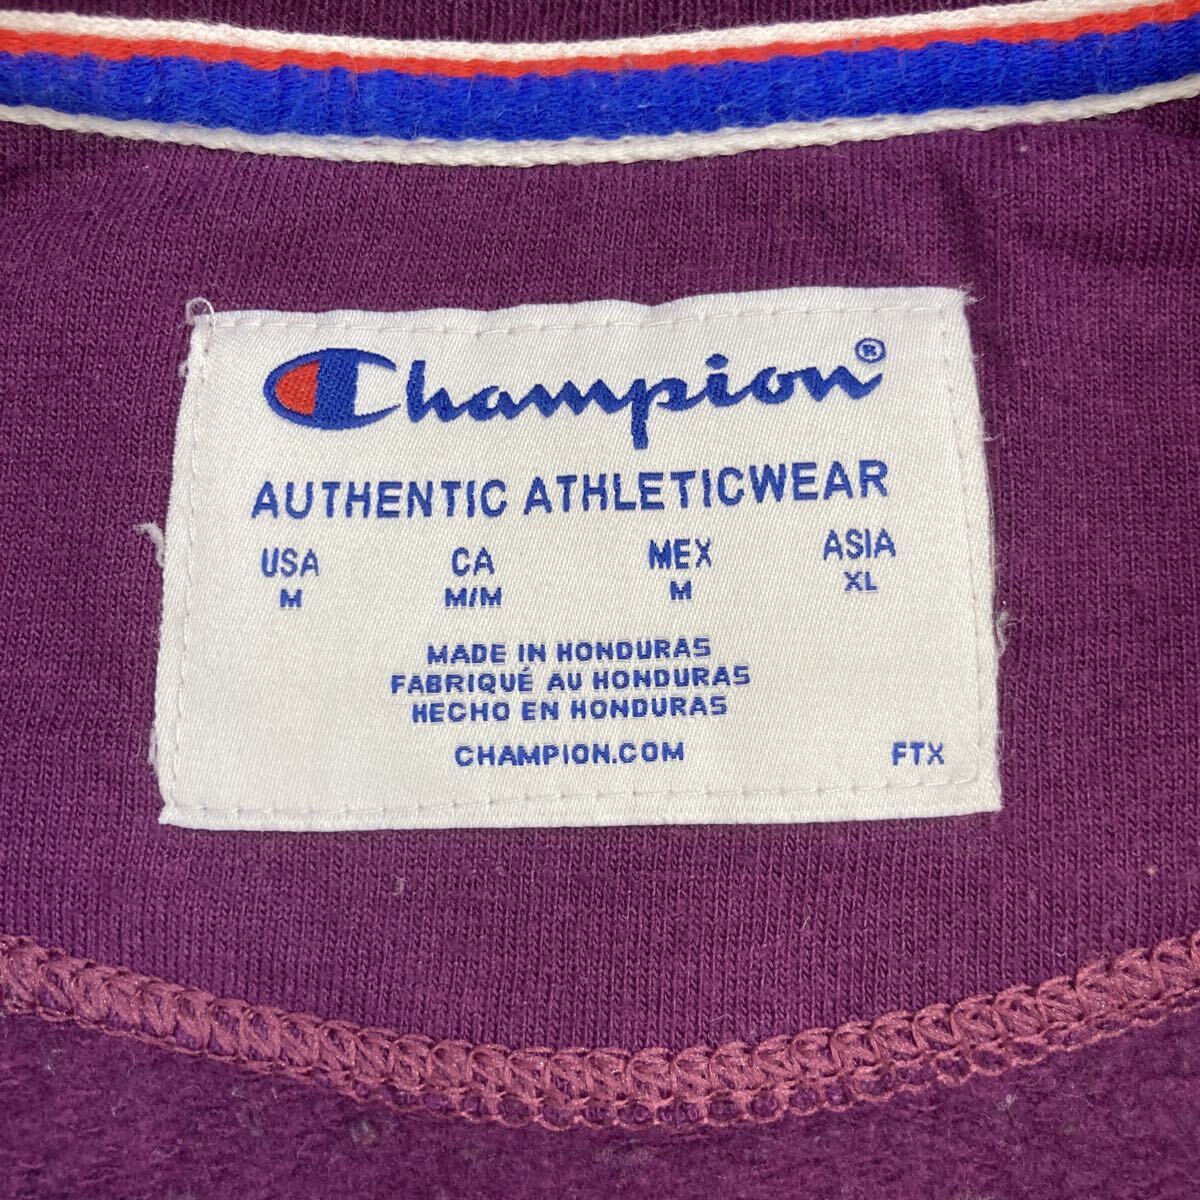 Champion®
AUTHENTIC ATHLETICWEAR
USA CA MEX ASIA
M M/M M XL
MADE IN HONDURAS
FABRIQUÉ AU HONDURAS
HECHO EN HONDURAS
CHAMPION.COM FTX